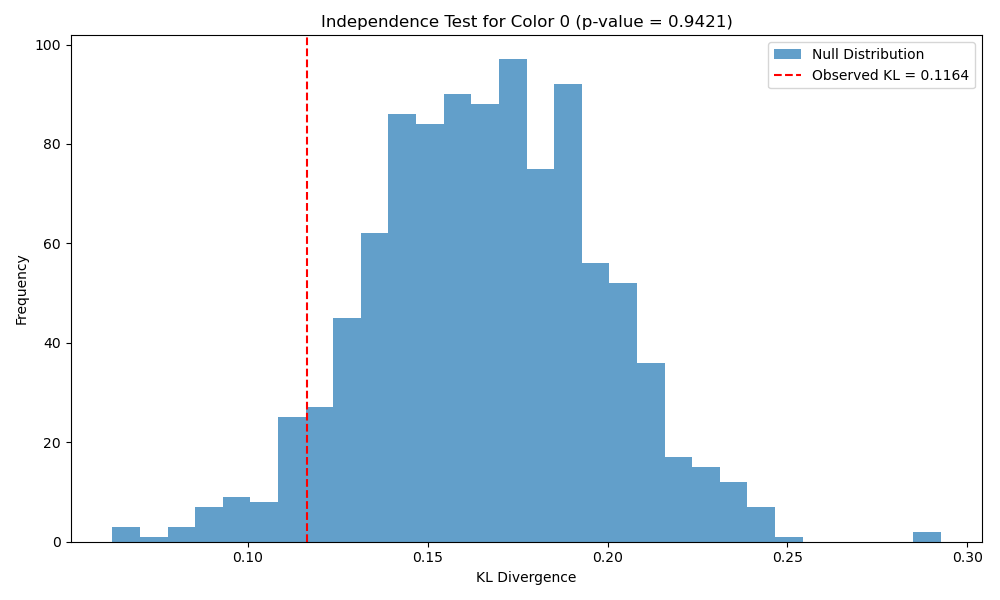 Independence Test for Color 0 (p-value = 0.9421)
Null Distribution
Observed KL = 0.1164
Frequency
100
80
60
40
20
0
0.10
0.15
0.20
0.25
0.30
KL Divergence